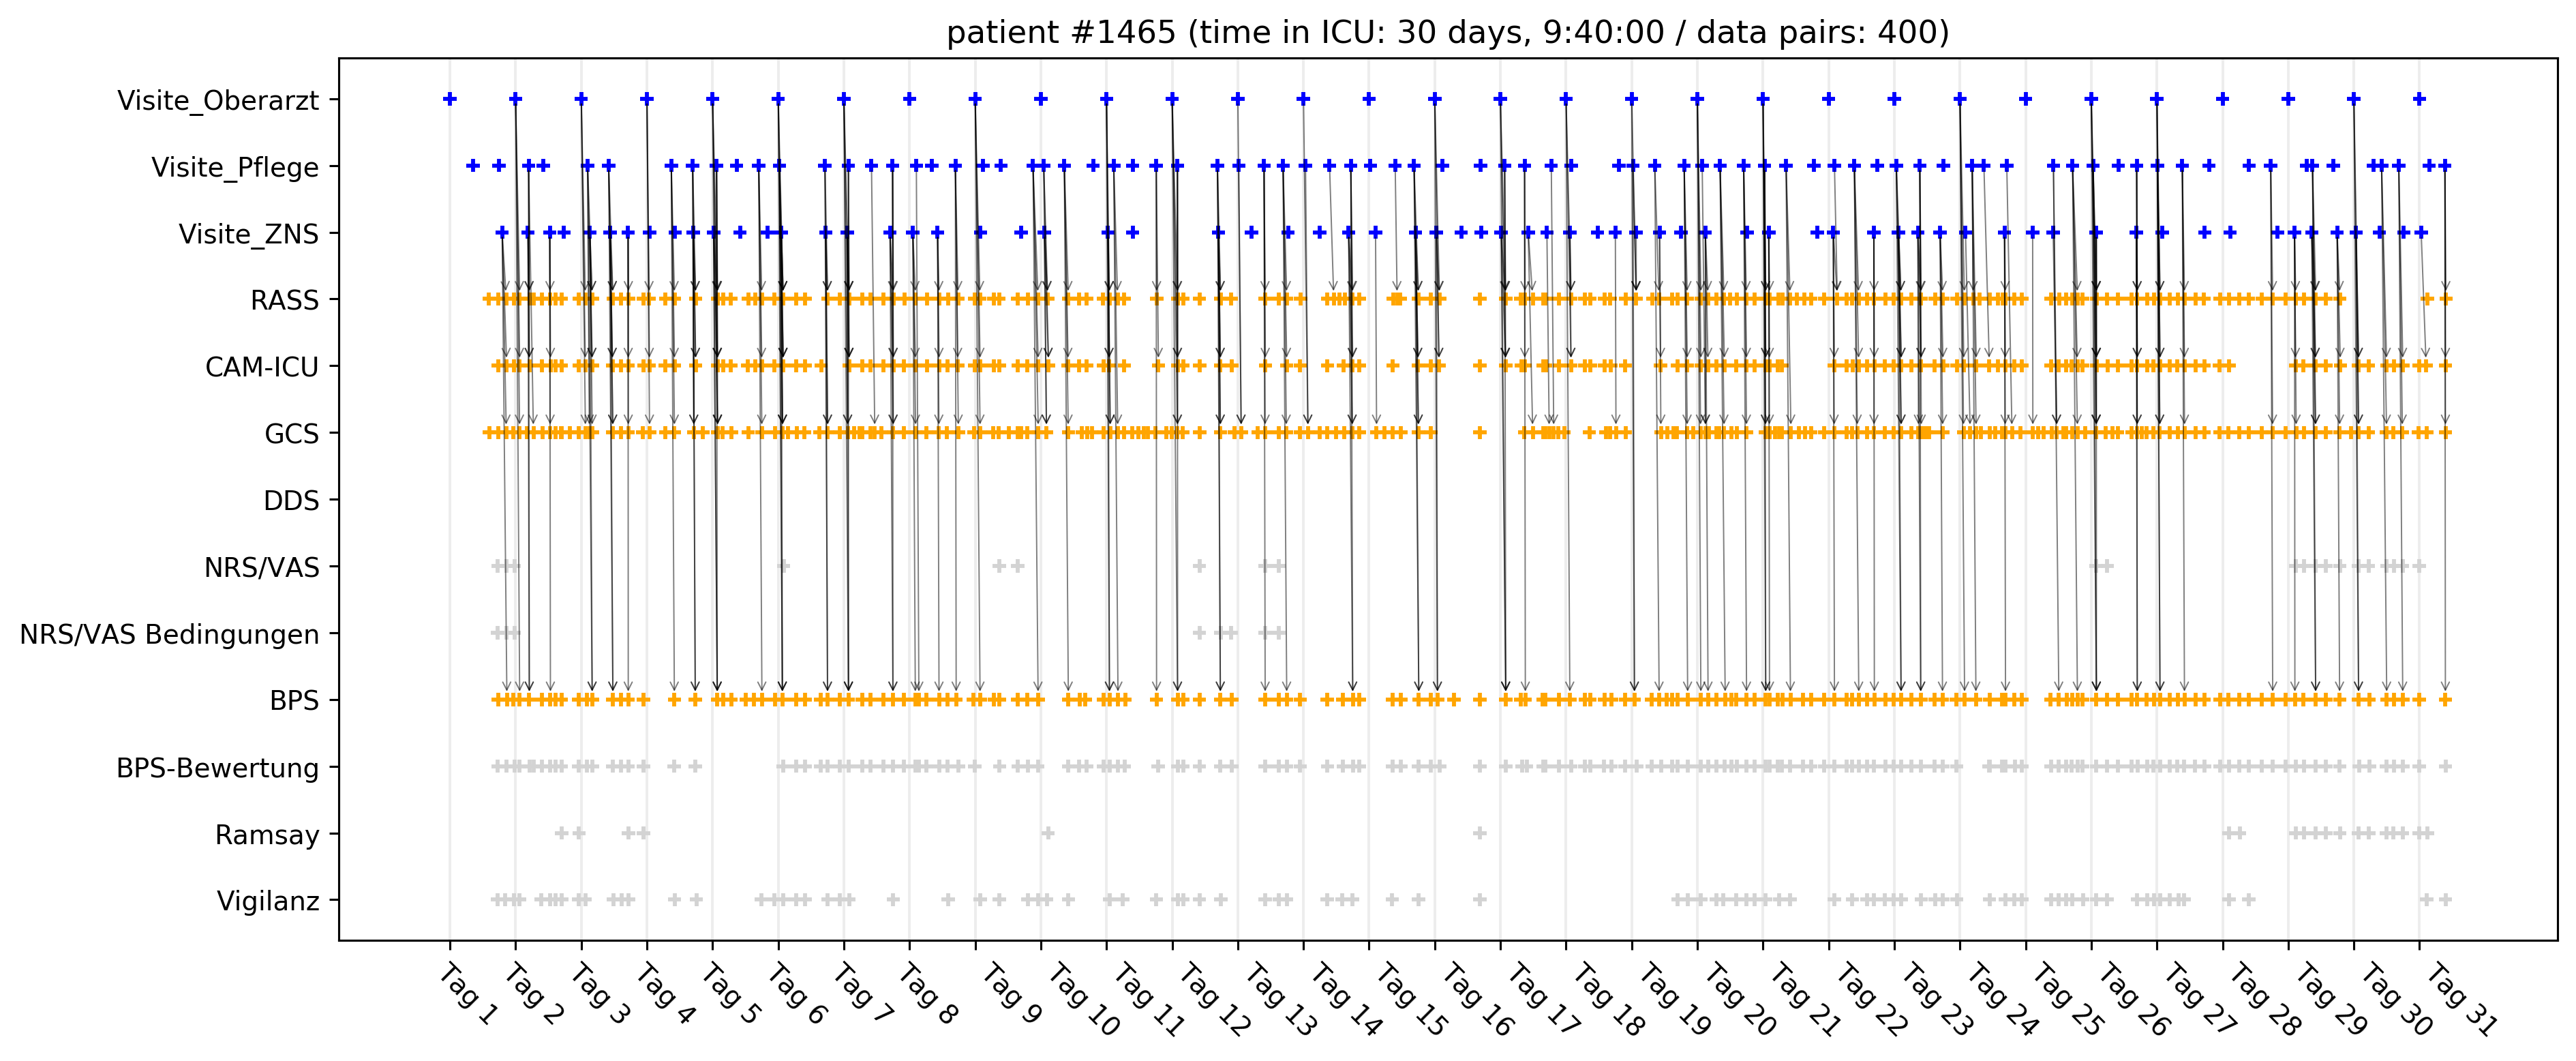 patient #1465 (time in ICU: 30 days, 9:40:00 / data pairs: 400)
Visite_Oberarzt
Visite_Pflege
Visite_ZNS
RASS
CAM-ICU
GCS
DDS
NRS/VAS
NRS/VAS Bedingungen
BPS
BPS-Bewertung
Ramsay
Vigilanz
Tag 1
Tag 2
Tag 3
Tag 4
Tag 5
Tag 6
Tag 7
Tag 8
Tag 9
Tag 10
Tag 11
Tag 12
Tag 13
Tag 14
Tag 15
Tag 16
Tag 17
Tag 18
Tag 19
Tag 20
Tag 21
Tag 22
Tag 23
Tag 24
Tag 25
Tag 26
Tag 27
Tag 28
Tag 29
Tag 30
Tag 31